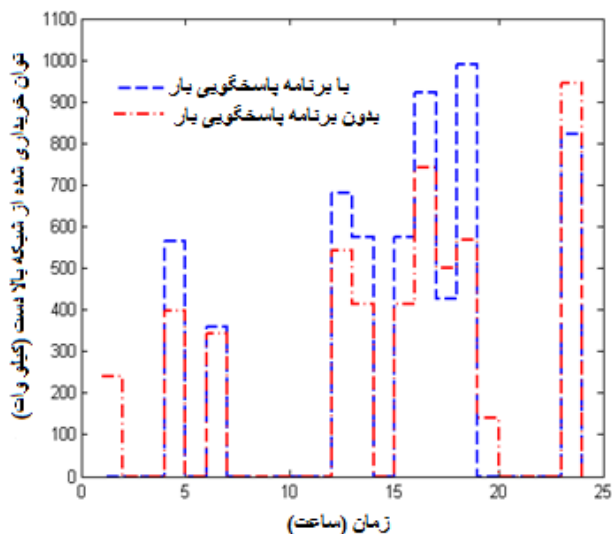 1100
1000
900
800
700
600
500
400
300
200
100
0
توان خریداری شده از شبکه بالا دست (کیلو وات)
با برنامه پاسخگویی بار
بدون برنامه پاسخگویی بار
0 5 10 15 20 25
زمان (ساعت)